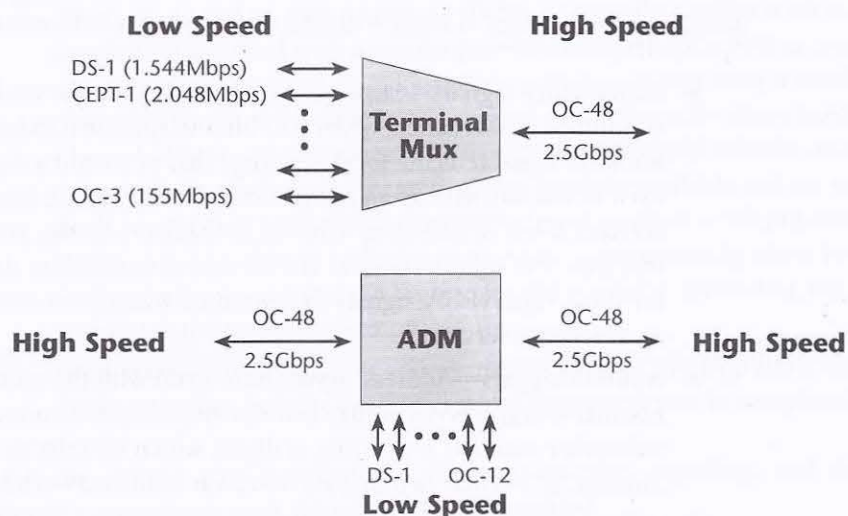 Low Speed
High Speed
DS-1 (1.544Mbps)
CEPT-1 (2.048Mbps)
OC-3 (155Mbps)
Terminal
Mux
OC-48
2.5Gbps
High Speed
OC-48
2.5Gbps
ADM
OC-48
2.5Gbps
High Speed
DS-1
OC-12
Low Speed